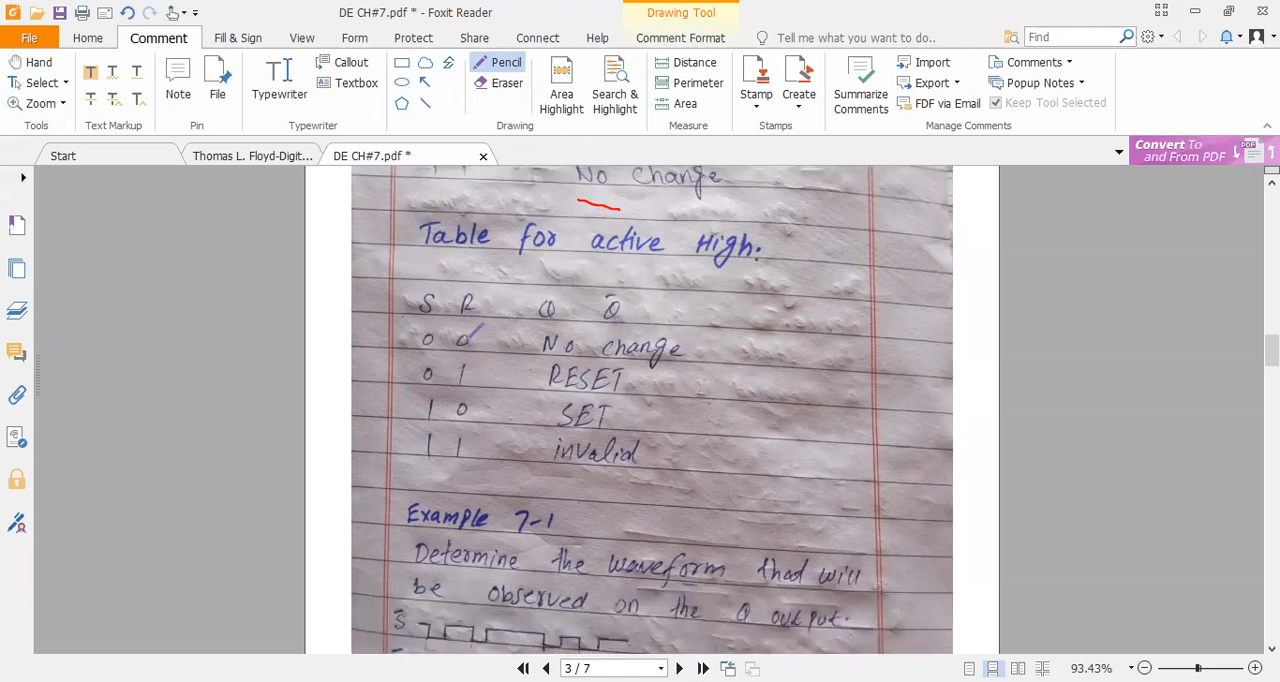 DE CH#7.pdf * - Foxit Reader
Drawing Tool
File Home Comment Fill & Sign View Form Protect Share Connect Help Comment Format Tell me what you want to do.. Find
Hand
Select
Zoom
Tools
Text Markup
Note
File
Pin
Typewriter
Callout
Textbox
Typewriter
Pencil
Eraser
Drawing
Area Highlight
Search & Highlight
Distance
Perimeter
Area
Measure
Stamp
Create
Stamps
Summarize Comments
Import
Export
FDF via Email
Comments
Popup Notes
Keep Tool Selected
Manage Comments
Start
Thomas L. Floyd-Digit...
DE CH#7.pdf *
Convert To and From PDF
No change
Table for active High:
S R Q Q̄
0 0 No change
0 1 RESET
1 0 SET
1 1 invalid
Example 7-1
Determine the waveform that will
be observed on the Q output.
S̄
3 / 7
93.43%